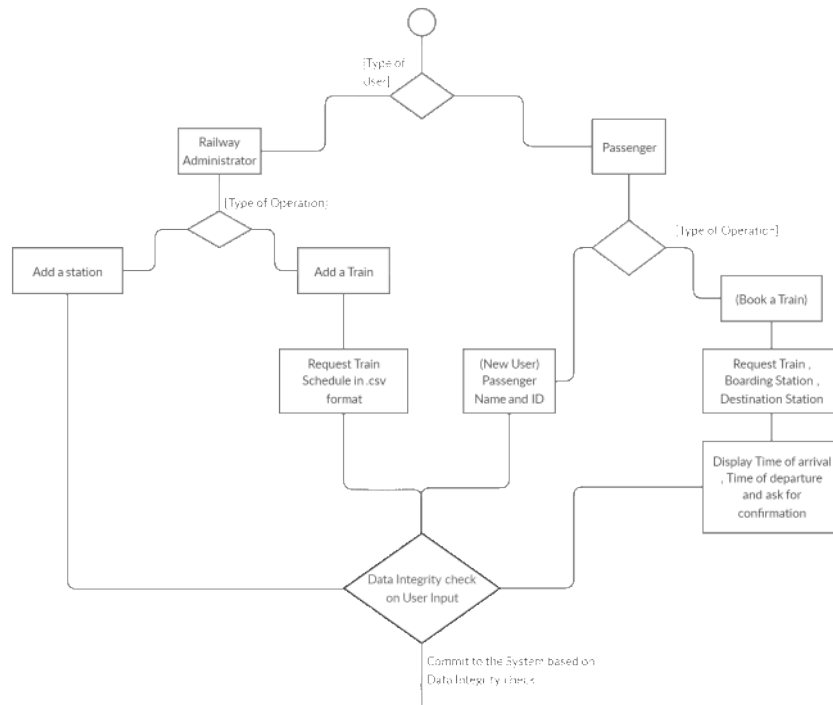 [Type of
User]
Railway
Administrator
Passenger
[Type of Operation]
[Type of Operation]
Add a station
Add a Train
(Book a Train)
Request Train
Schedule in .csv
format
(New User)
Passenger
Name and ID
Request Train ,
Boarding Station ,
Destination Station
Display Time of arrival
, Time of departure
and ask for
confirmation
Data Integrity check
on User Input
Commit to the System based on
Data Integrity check